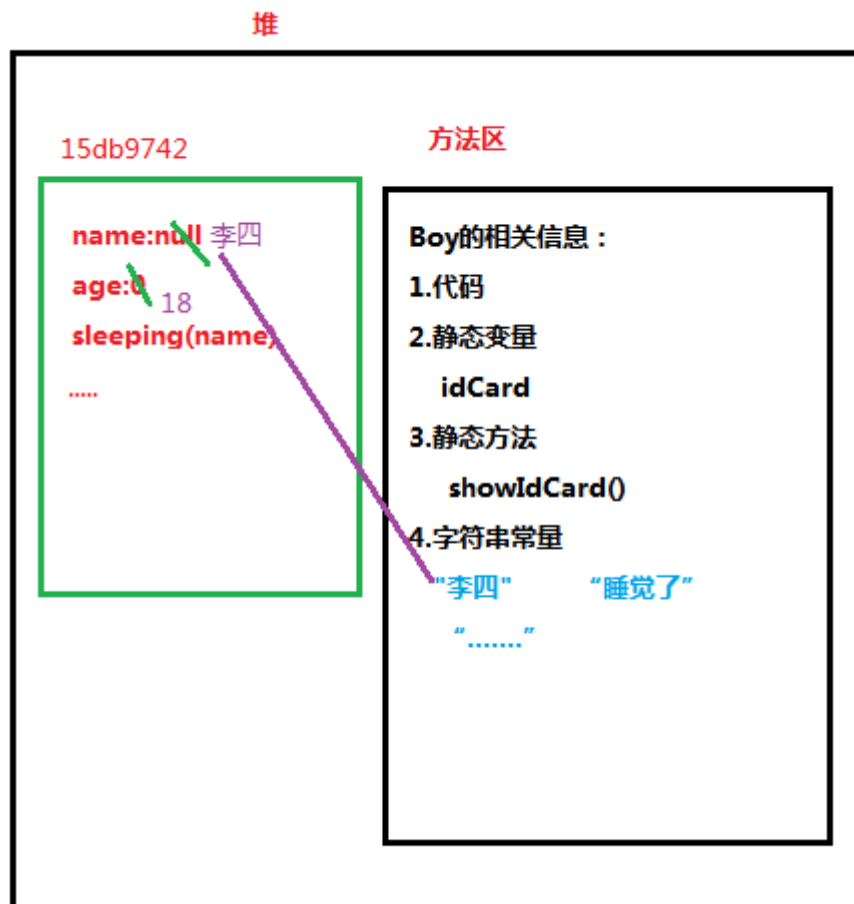 堆
15db9742
name:null 李四
age:0 18
sleeping(name)
.....
方法区
Boy的相关信息：
1.代码
2.静态变量
idCard
3.静态方法
showIdCard()
4.字符串常量
"李四" “睡觉了”
“.......”